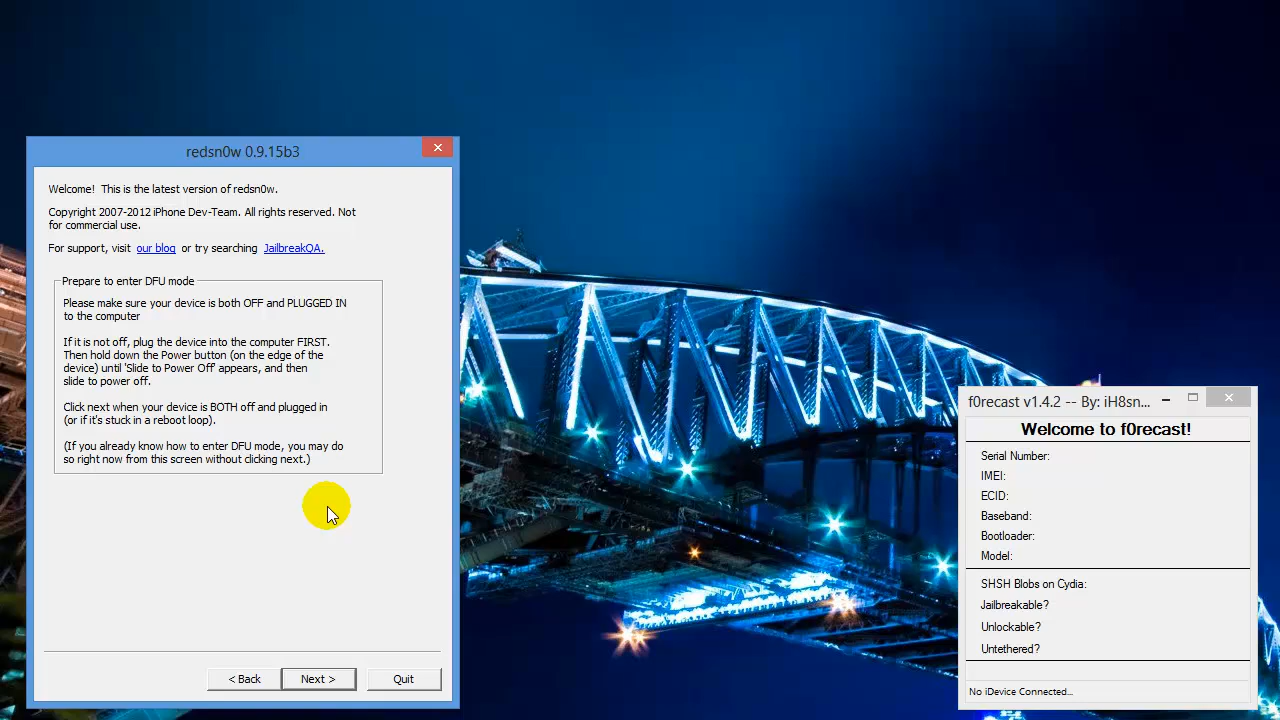 redsn0w 0.9.15b3
Welcome! This is the latest version of redsn0w.
Copyright 2007-2012 iPhone Dev-Team. All rights reserved. Not
for commercial use.
For support, visit our blog or try searching JailbreakQA.
Prepare to enter DFU mode
Please make sure your device is both OFF and PLUGGED IN
to the computer
If it is not off, plug the device into the computer FIRST.
Then hold down the Power button (on the edge of the
device) until 'Slide to Power Off' appears, and then
slide to power off.
Click next when your device is BOTH off and plugged in
(or if it's stuck in a reboot loop).
(If you already know how to enter DFU mode, you may do
so right now from this screen without clicking next.)
< Back
Next >
Quit
f0recast v1.4.2 -- By: iH8sn...
Welcome to f0recast!
Serial Number:
IMEI:
ECID:
Baseband:
Bootloader:
Model:
SHSH Blobs on Cydia:
Jailbreakable?
Unlockable?
Untethered?
No iDevice Connected...